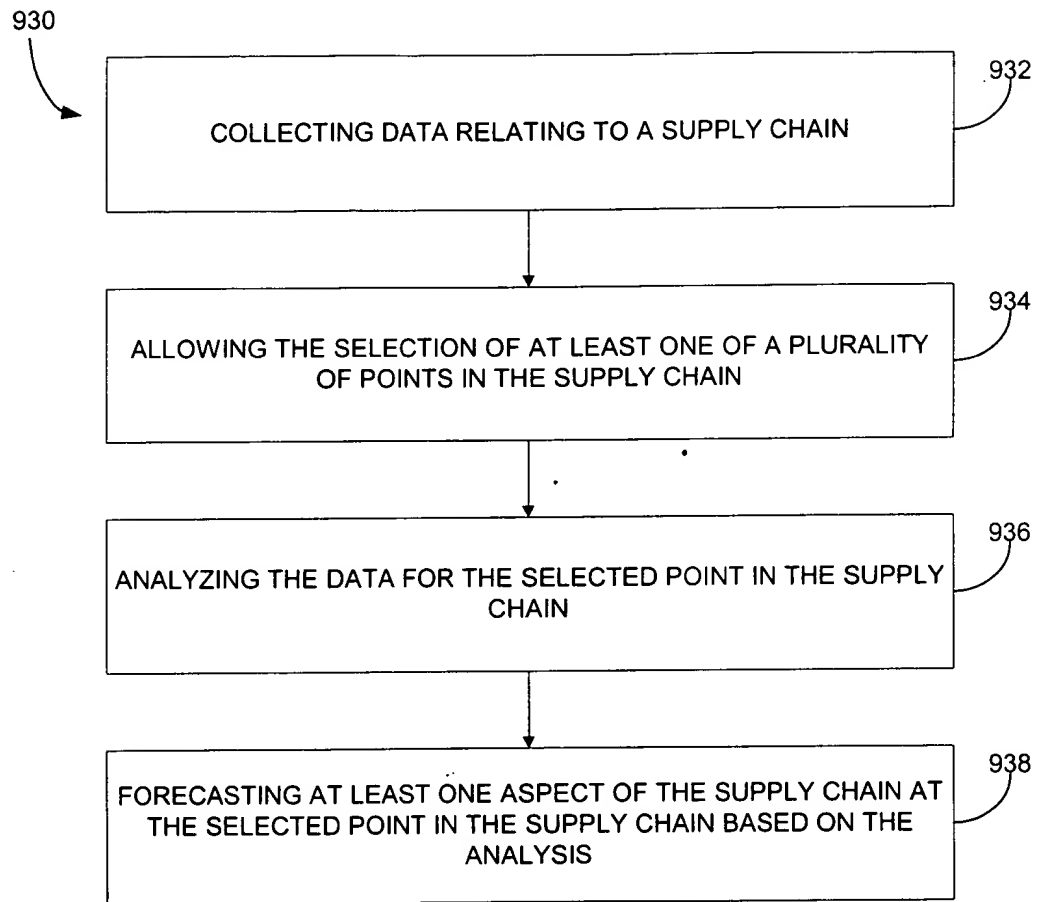 930
932
COLLECTING DATA RELATING TO A SUPPLY CHAIN
934
ALLOWING THE SELECTION OF AT LEAST ONE OF A PLURALITY
OF POINTS IN THE SUPPLY CHAIN
936
ANALYZING THE DATA FOR THE SELECTED POINT IN THE SUPPLY
CHAIN
938
FORECASTING AT LEAST ONE ASPECT OF THE SUPPLY CHAIN AT
THE SELECTED POINT IN THE SUPPLY CHAIN BASED ON THE
ANALYSIS